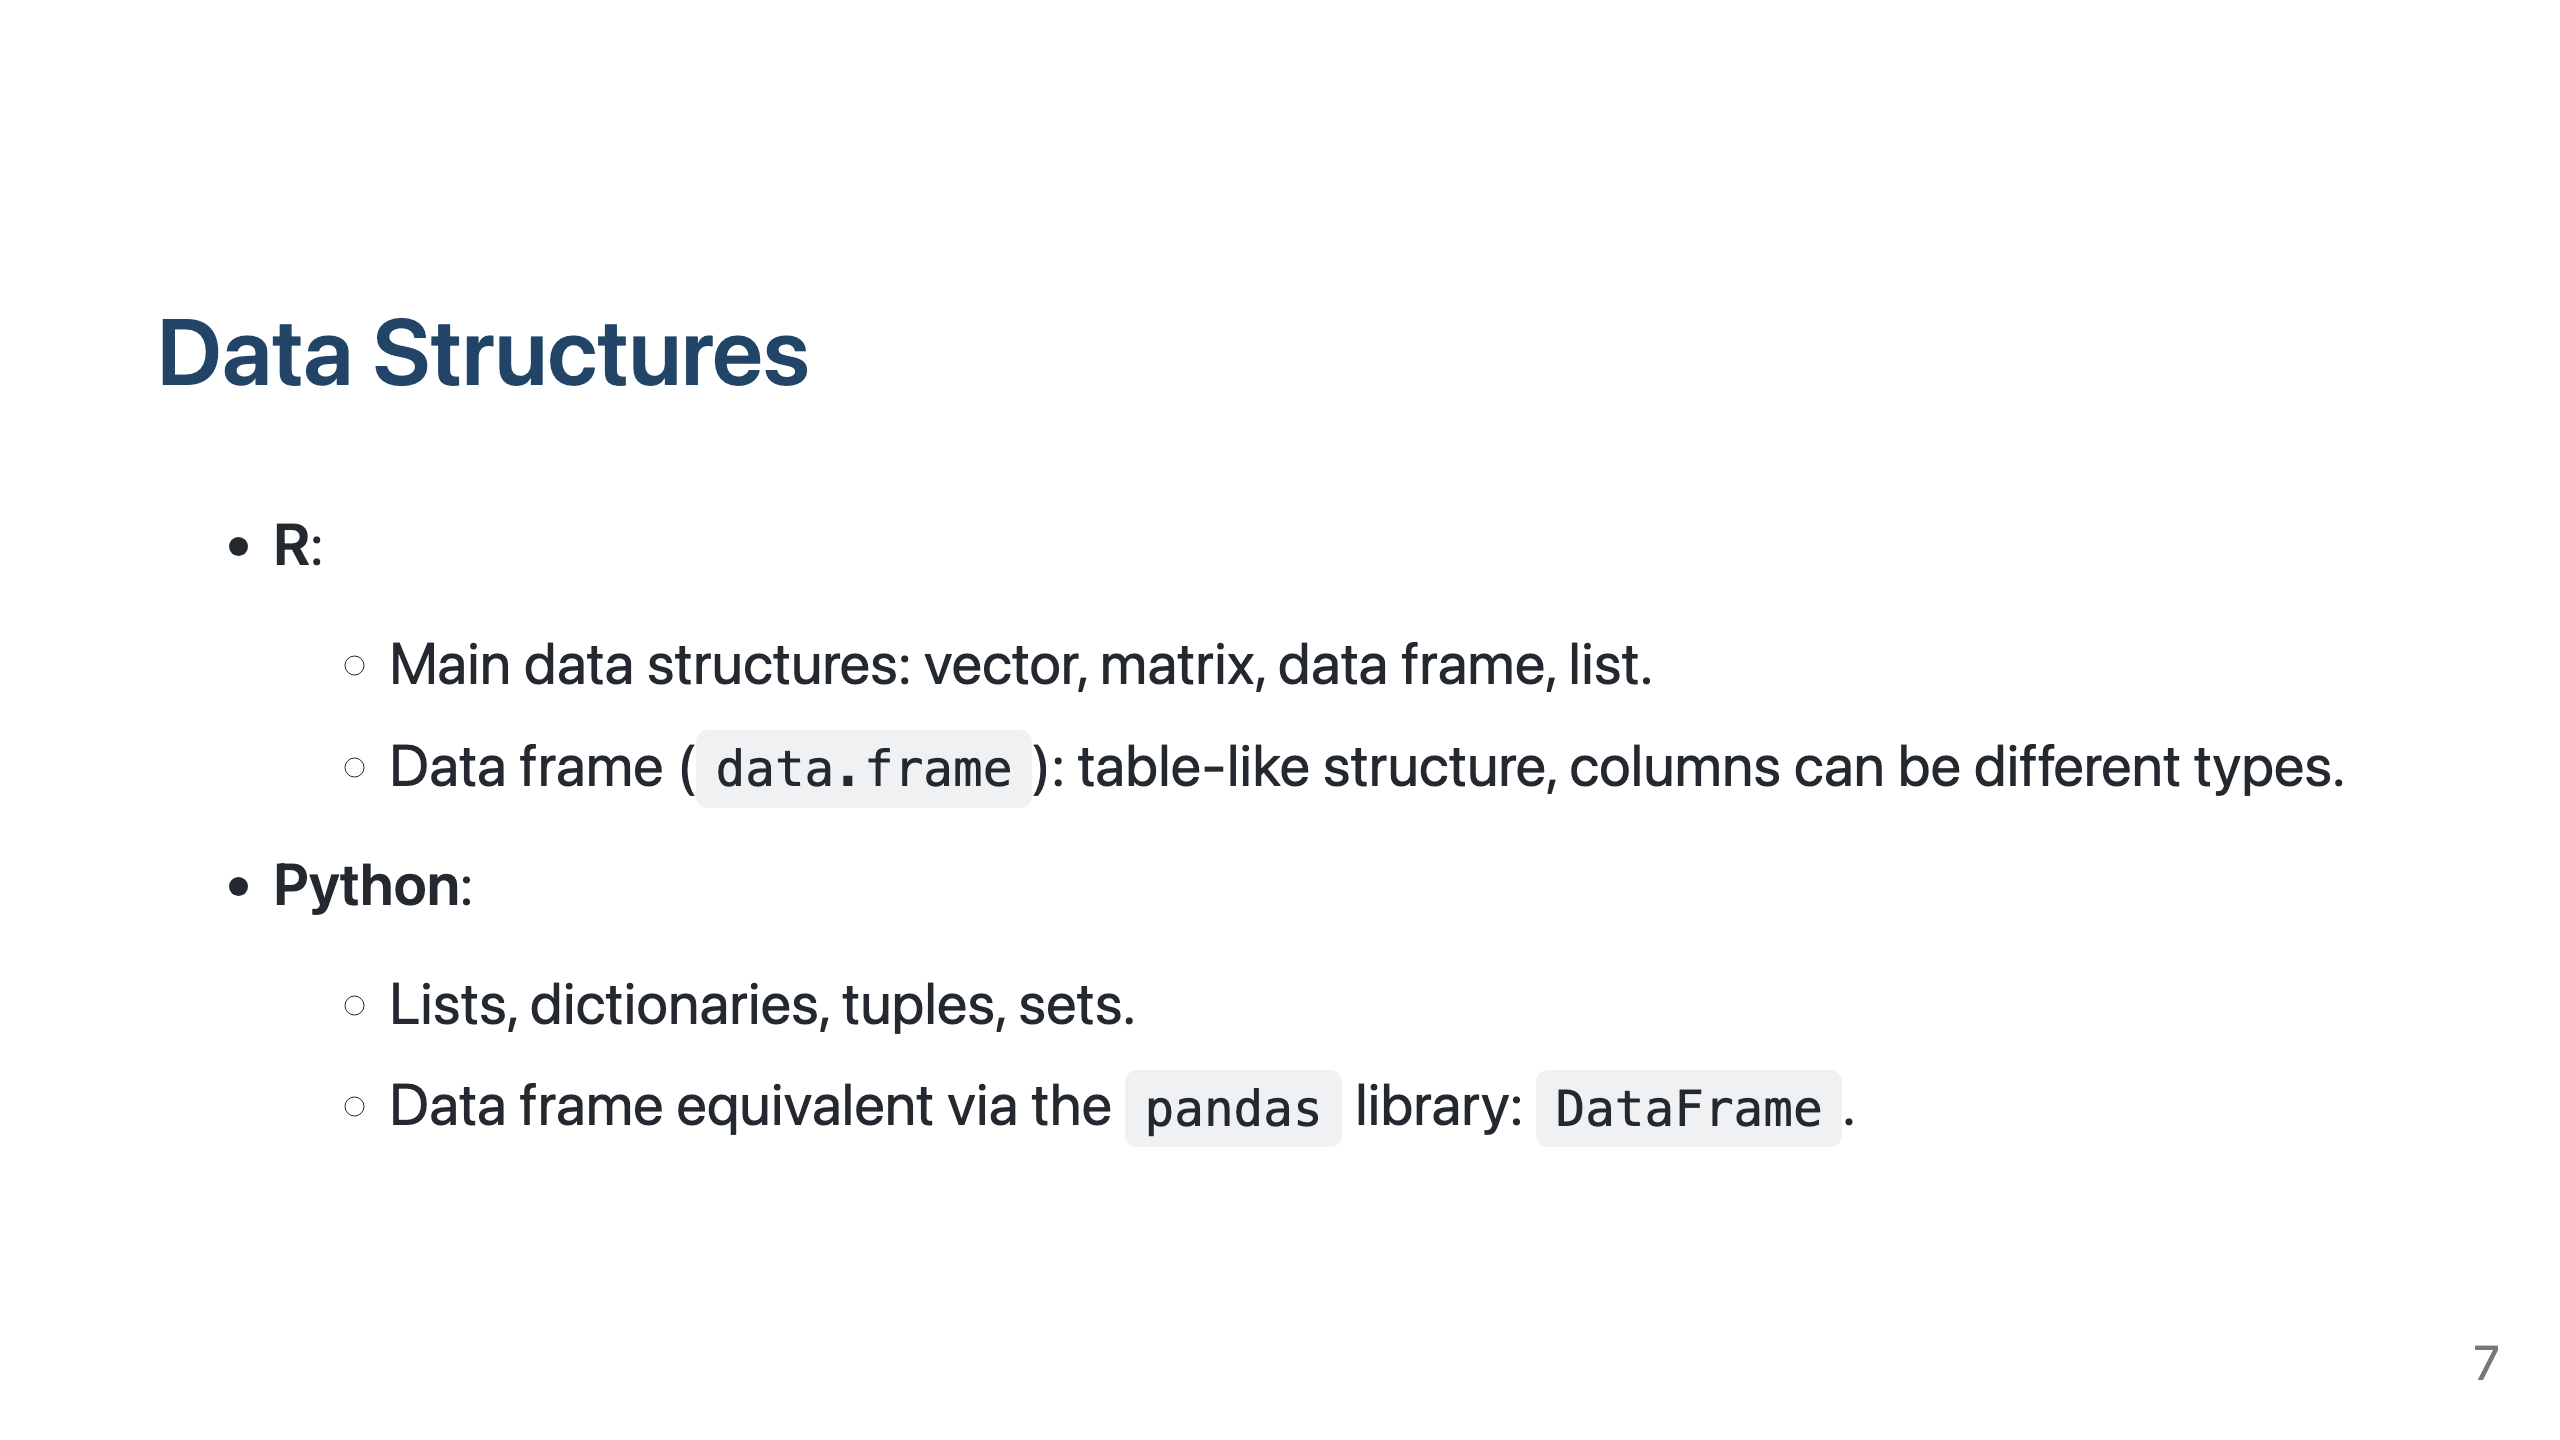 Data Structures
• R:
○ Main data structures: vector, matrix, data frame, list.
○ Data frame ( data.frame ): table-like structure, columns can be different types.
• Python:
○ Lists, dictionaries, tuples, sets.
○ Data frame equivalent via the pandas library: DataFrame .
7